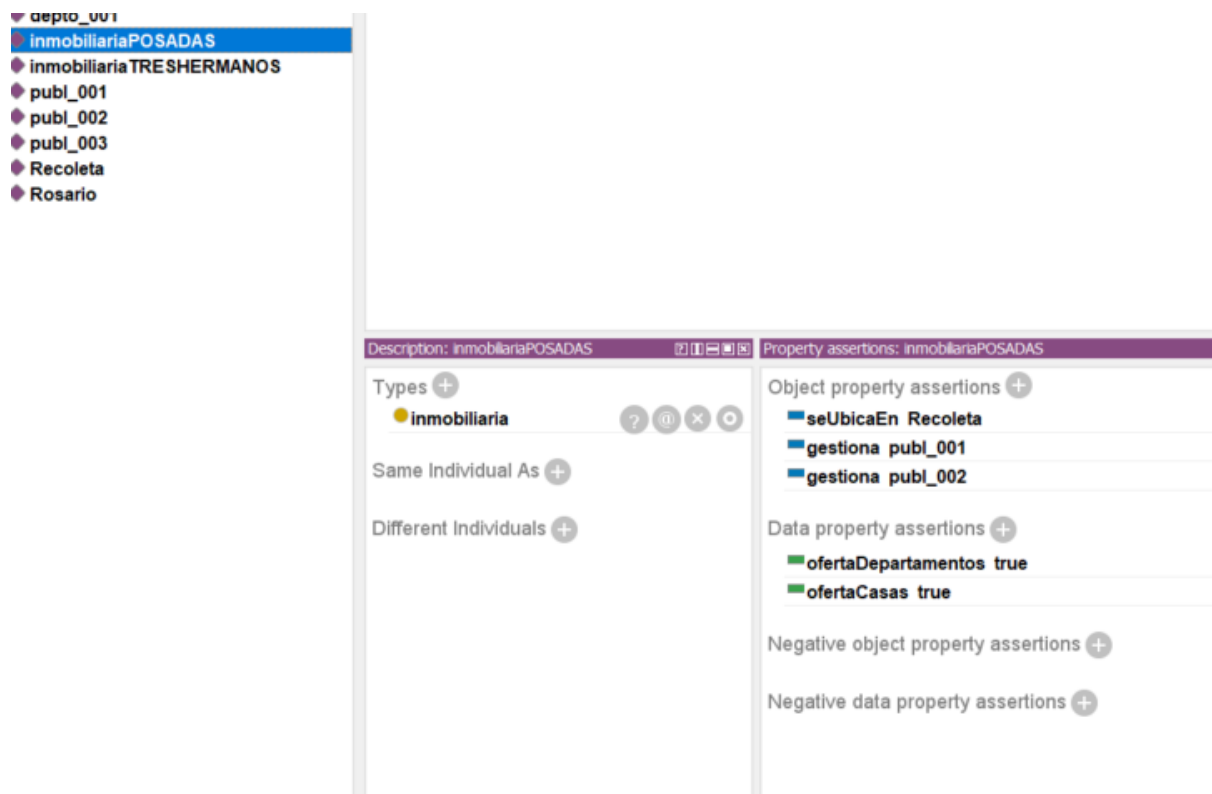 depto_001
inmobiliariaPOSADAS
inmobiliariaTRESHERMANOS
publ_001
publ_002
publ_003
Recoleta
Rosario
Description: inmobiliariaPOSADAS
Types
inmobiliaria
Same Individual As
Different Individuals
Property assertions: inmobiliariaPOSADAS
Object property assertions
seUbicaEn Recoleta
gestiona publ_001
gestiona publ_002
Data property assertions
ofertaDepartamentos true
ofertaCasas true
Negative object property assertions
Negative data property assertions